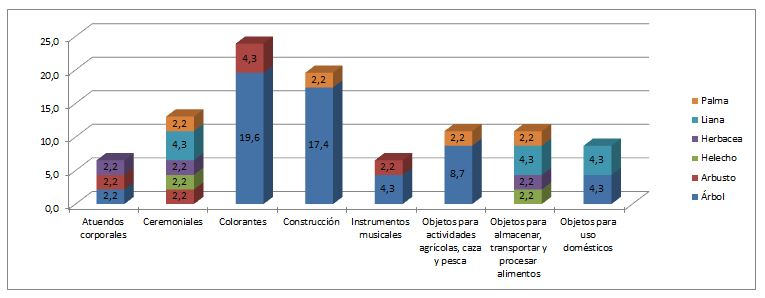 25,0
20,0
15,0
10,0
5,0
0,0
2,2
2,2
2,2
2,2
4,3
2,2
2,2
2,2
4,3
19,6
2,2
17,4
2,2
4,3
2,2
8,7
2,2
4,3
2,2
2,2
4,3
4,3
Atuendos
corporales
Ceremoniales
Colorantes
Construcción
Instrumentos
musicales
Objetos para
actividades
agrícolas, caza
y pesca
Objetos para
almacenar,
transportar y
procesar
alimentos
Objetos para
uso
domésticos
Palma
Liana
Herbacea
Helecho
Arbusto
Árbol